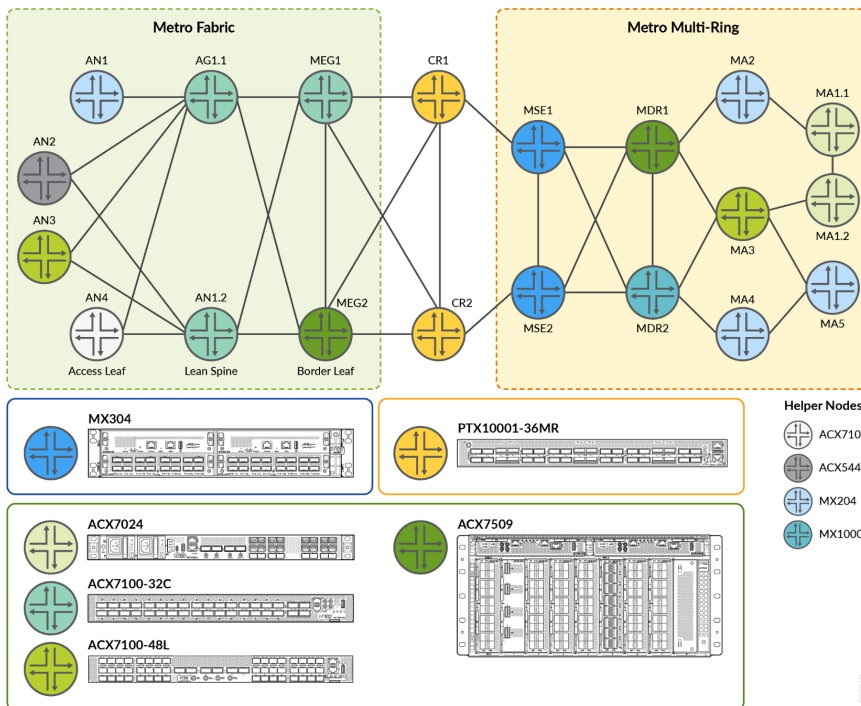 Metro Fabric
Metro Multi-Ring
AN1
AG1.1
MEG1
CR1
MA2
MA1.1
MSE1
MDR1
AN2
AN3
MA3
MA1.2
AN4
AN1.2
MEG2
CR2
MSE2
MDR2
MA4
MA5
Access Leaf
Lean Spine
Border Leaf
MX304
PTX10001-36MR
Helper Nodes
ACX710
ACX544
MX204
MX1000
ACX7024
ACX7509
ACX7100-32C
ACX7100-48L